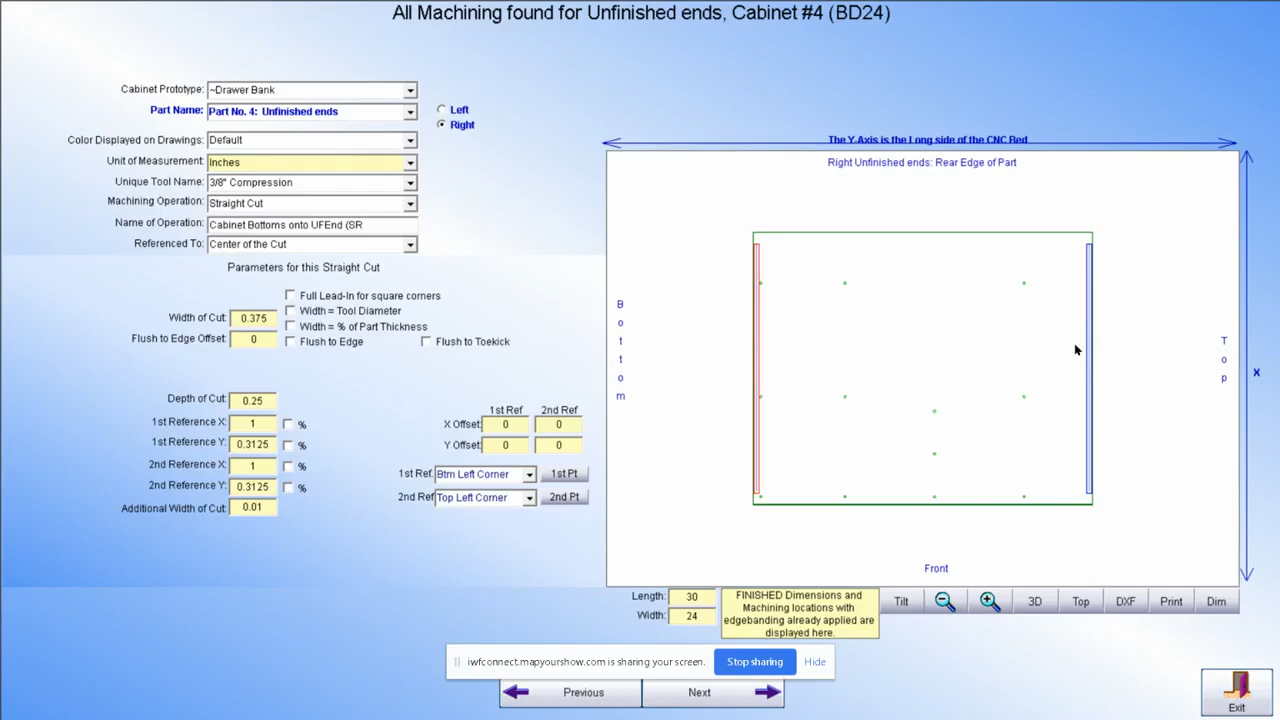 All Machining found for Unfinished ends, Cabinet #4 (BD24)
Cabinet Prototype: ~Drawer Bank
Part Name: Part No. 4: Unfinished ends
Left
Right
Color Displayed on Drawings: Default
Unit of Measurement: Inches
Unique Tool Name: 3/8" Compression
Machining Operation: Straight Cut
Name of Operation: Cabinet Bottoms onto UFEnd (SR
Referenced To: Center of the Cut
Parameters for this Straight Cut
Full Lead-In for square corners
Width of Cut: 0.375
Width = Tool Diameter
Width = % of Part Thickness
Flush to Edge Offset: 0
Flush to Edge
Flush to Toekick
Depth of Cut: 0.25
1st Reference X: 1 %
1st Reference Y: 0.3125 %
2nd Reference X: 1 %
2nd Reference Y: 0.3125 %
Additional Width of Cut: 0.01
1st Ref 2nd Ref
X Offset: 0 0
Y Offset: 0 0
1st Ref. Btm Left Corner 1st Pt
2nd Ref Top Left Corner 2nd Pt
The Y-Axis is the Long side of the CNC Bed
Right Unfinished ends: Rear Edge of Part
Bottom
Top
X
Front
Length: 30
Width: 24
FINISHED Dimensions and
Machining locations with
edgebanding already applied are
displayed here.
Tilt 3D Top DXF Print Dim
iwfconnect.mapyourshow.com is sharing your screen. Stop sharing Hide
Previous Next
Exit